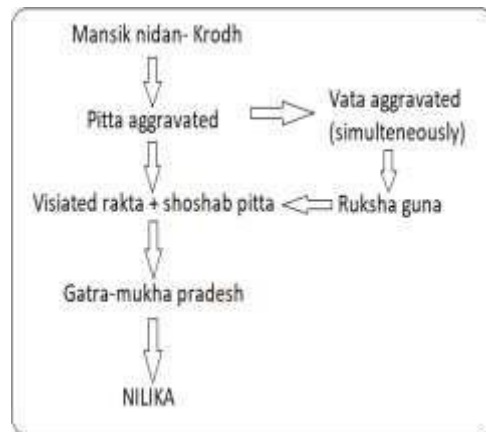 Mansik nidan- Krodh
Pitta aggravated
Vata aggravated
(simulteneously)
Visiated rakta + shoshab pitta
Ruksha guna
Gatra-mukha pradesh
NILIKA